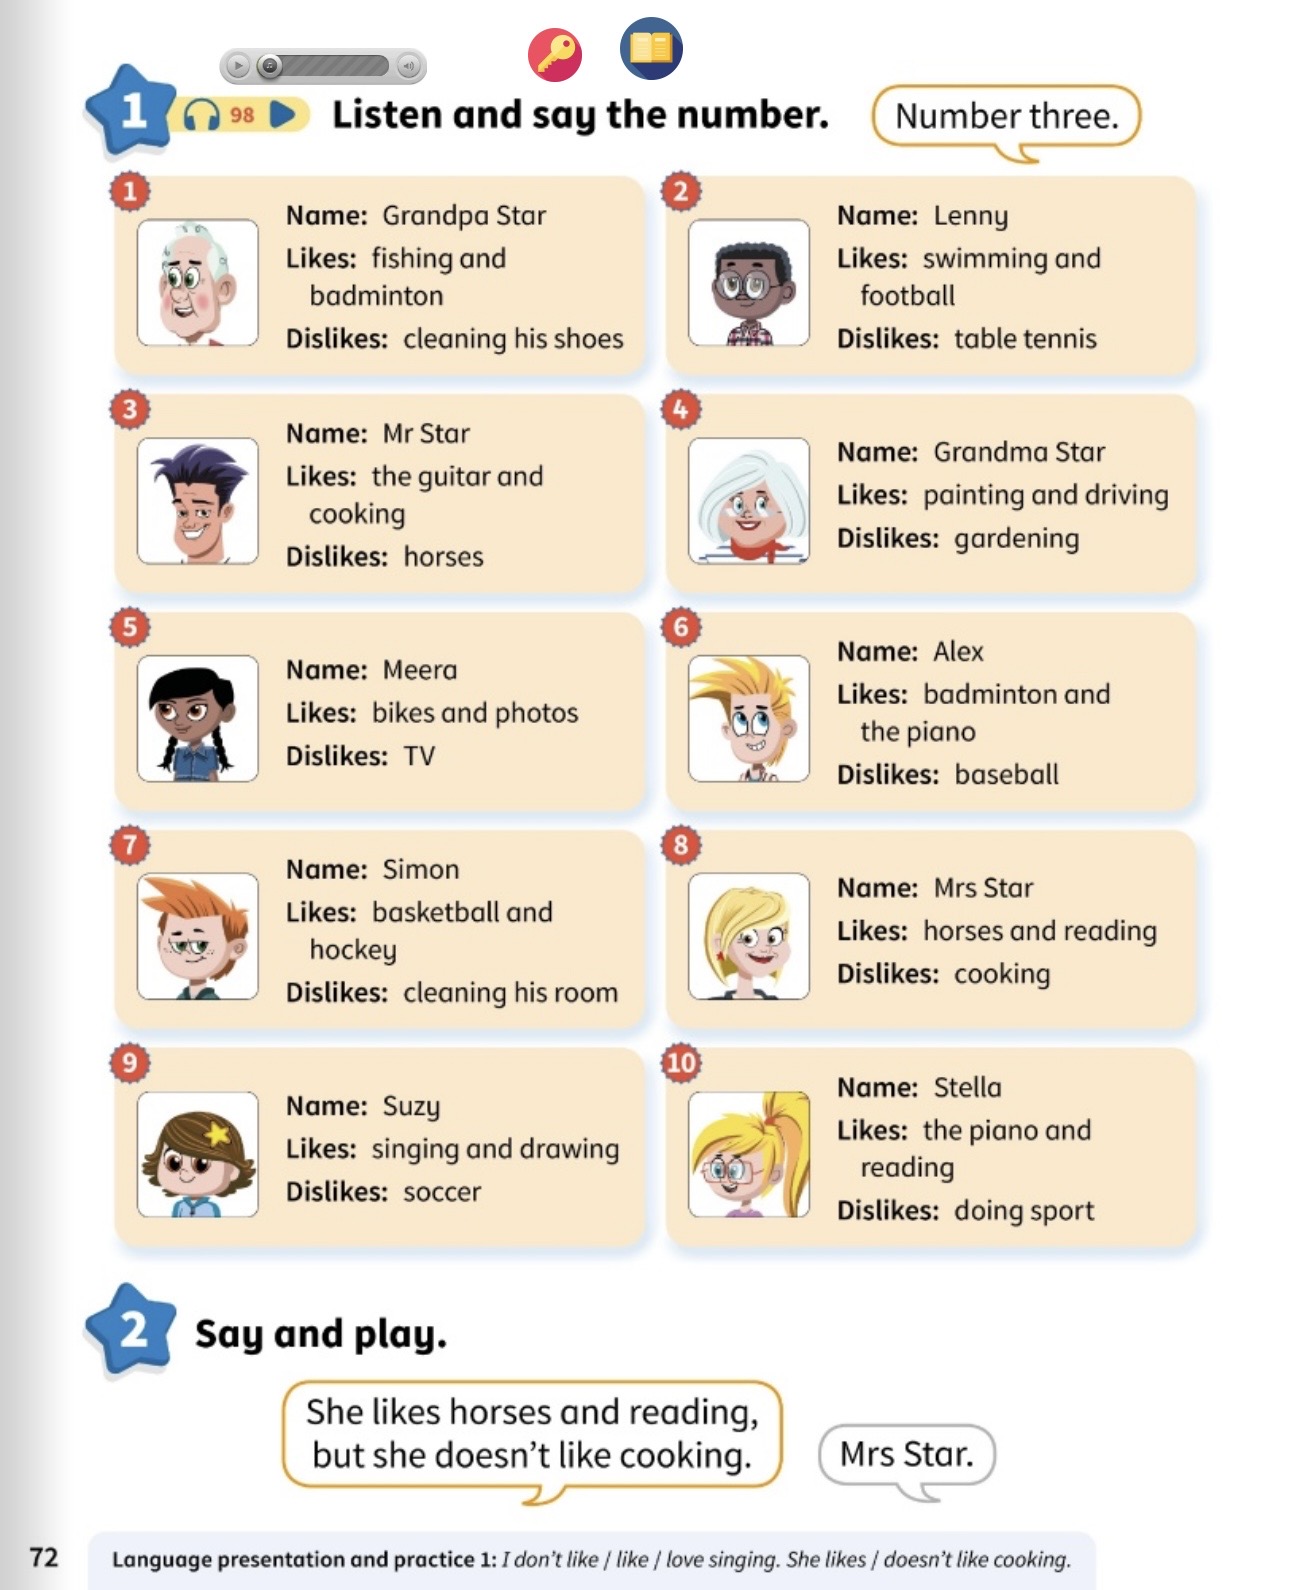 1 98 Listen and say the number. Number three.
1
Name: Grandpa Star
Likes: fishing and
badminton
Dislikes: cleaning his shoes
2
Name: Lenny
Likes: swimming and
football
Dislikes: table tennis
3
Name: Mr Star
Likes: the guitar and
cooking
Dislikes: horses
4
Name: Grandma Star
Likes: painting and driving
Dislikes: gardening
5
Name: Meera
Likes: bikes and photos
Dislikes: TV
6
Name: Alex
Likes: badminton and
the piano
Dislikes: baseball
7
Name: Simon
Likes: basketball and
hockey
Dislikes: cleaning his room
8
Name: Mrs Star
Likes: horses and reading
Dislikes: cooking
9
Name: Suzy
Likes: singing and drawing
Dislikes: soccer
10
Name: Stella
Likes: the piano and
reading
Dislikes: doing sport
2 Say and play.
She likes horses and reading,
but she doesn't like cooking.
Mrs Star.
72 Language presentation and practice 1: I don't like / like / love singing. She likes / doesn't like cooking.